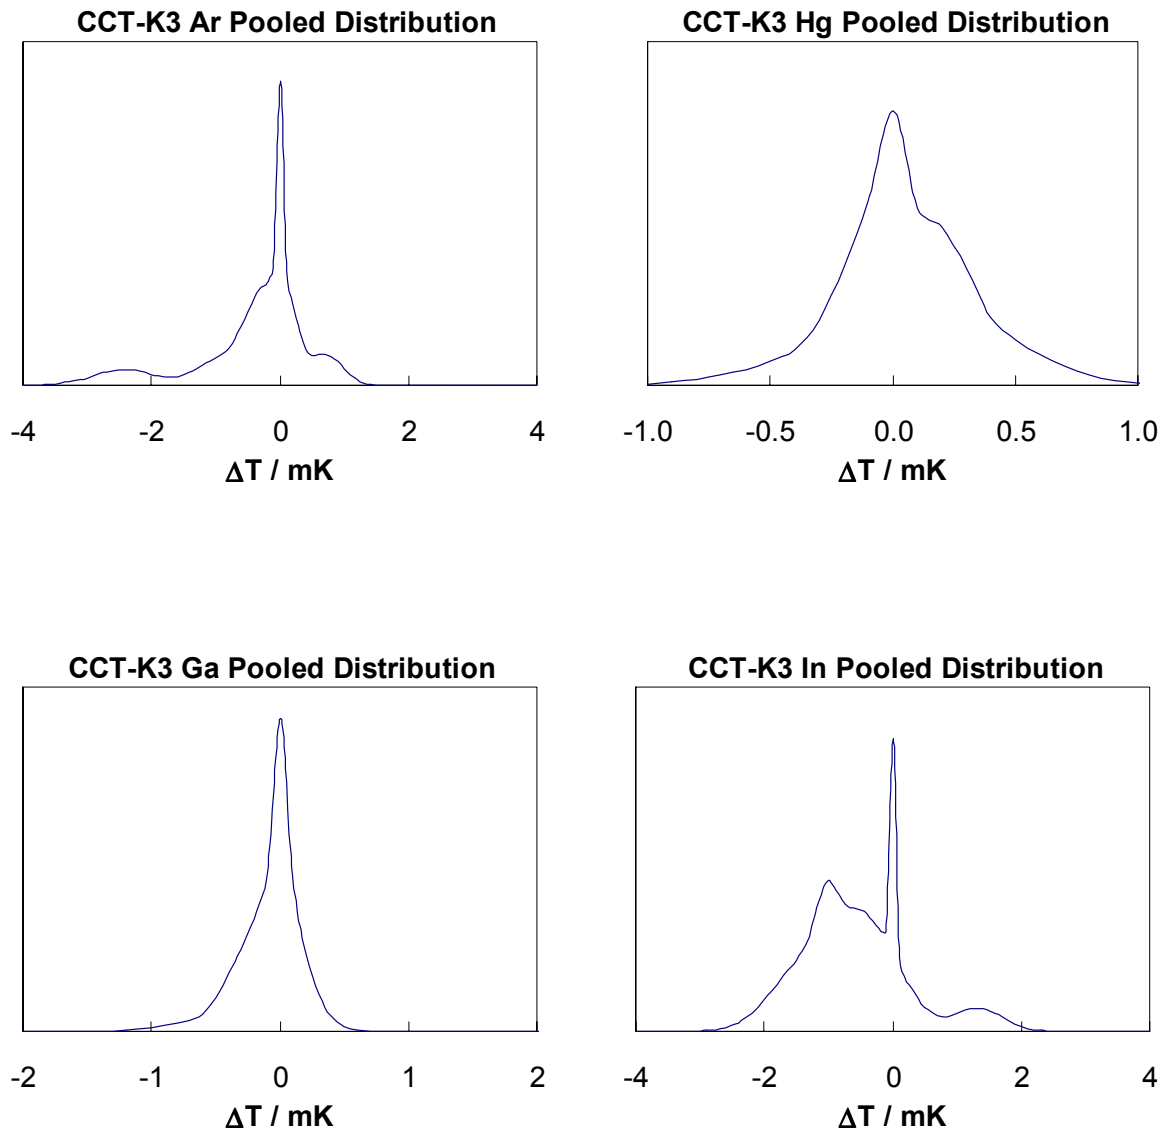 CCT-K3 Ar Pooled Distribution
-4 -2 0 2 4
ΔT / mK
CCT-K3 Hg Pooled Distribution
-1.0 -0.5 0.0 0.5 1.0
ΔT / mK
CCT-K3 Ga Pooled Distribution
-2 -1 0 1 2
ΔT / mK
CCT-K3 In Pooled Distribution
-4 -2 0 2 4
ΔT / mK